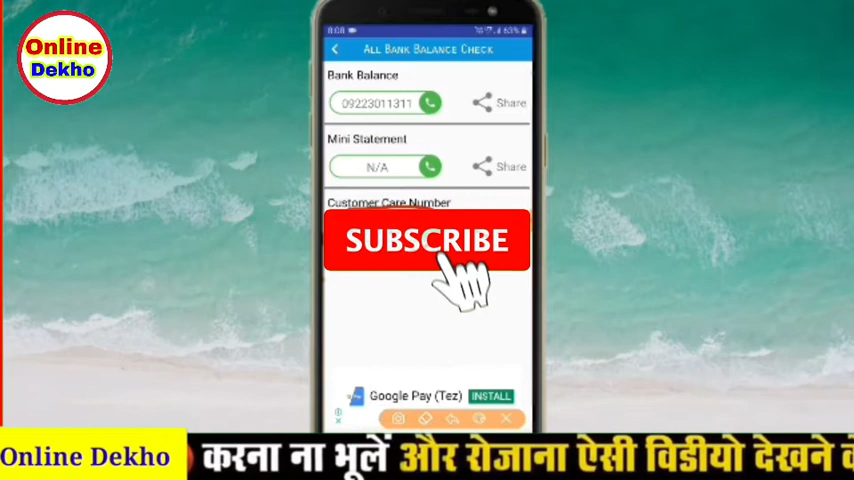 Online
Dekho
8:08
63%
ALL BANK BALANCE CHECK
Bank Balance
09223011311
Share
Mini Statement
N/A
Share
Customer Care Number
SUBSCRIBE
Google Pay (Tez) INSTALL
Online Dekho
करना ना भूलें और रोजाना ऐसी विडीयो देखने